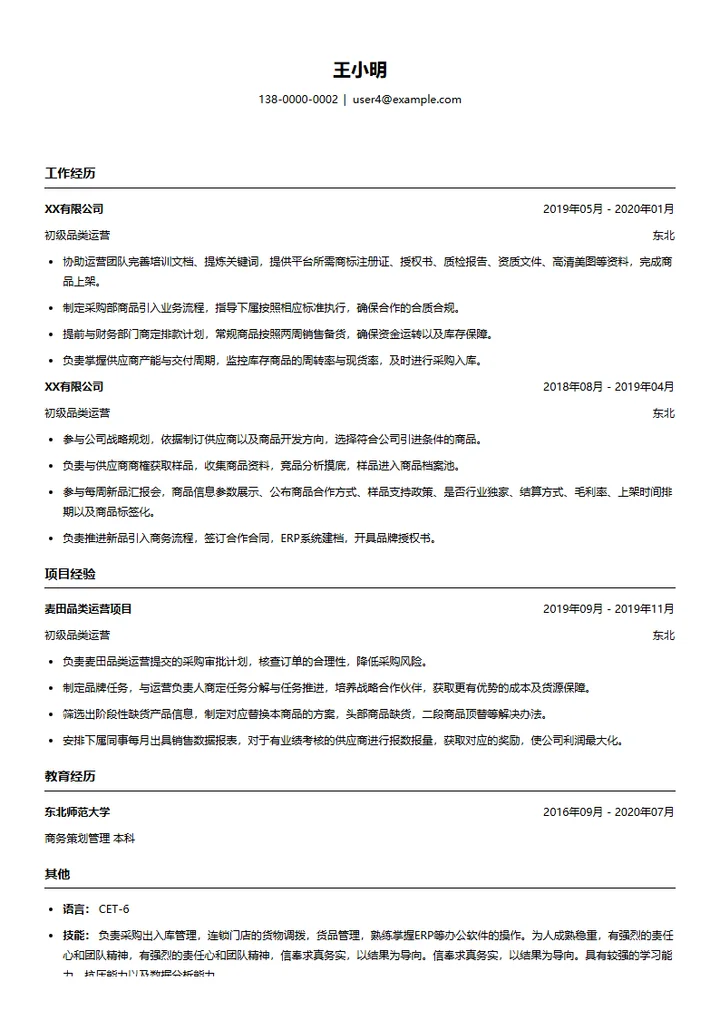 王小明
138-0000-0002 | user4@example.com
工作经历
XX有限公司 2019年05月 - 2020年01月
初级品类运营 东北
• 协助运营团队完善培训文档、提炼关键词，提供平台所需商标注册证、授权书、质检报告、资质文件、高清美图等资料，完成商
品上架。
• 制定采购部商品引入业务流程，指导下属按照相应标准执行，确保合作的合质合规。
• 提前与财务部门商定排款计划，常规商品按照两周销售备货，确保资金运转以及库存保障。
• 负责掌握供应商产能与交付周期，监控库存商品的周转率与现货率，及时进行采购入库。
XX有限公司 2018年08月 - 2019年04月
初级品类运营 东北
• 参与公司战略规划，依据制订供应商以及商品开发方向，选择符合公司引进条件的商品。
• 负责与供应商商榷获取样品，收集商品资料，竞品分析摸底，样品进入商品档案池。
• 参与每周新品汇报会，商品信息参数展示、公布商品合作方式、样品支持政策、是否行业独家、结算方式、毛利率、上架时间排
期以及商品标签化。
• 负责推进新品引入商务流程，签订合作合同，ERP系统建档，开具品牌授权书。
项目经验
麦田品类运营项目 2019年09月 - 2019年11月
初级品类运营 东北
• 负责麦田品类运营提交的采购审批计划，核查订单的合理性，降低采购风险。
• 制定品牌任务，与运营负责人商定任务分解与任务推进，培养战略合作伙伴，获取更有优势的成本及货源保障。
• 筛选出阶段性缺货产品信息，制定对应替换本商品的方案，头部商品缺货，二段商品顶替等解决办法。
• 安排下属同事每月出具销售数据报表，对于有业绩考核的供应商进行报数报量，获取对应的奖励，使公司利润最大化。
教育经历
东北师范大学 2016年09月 - 2020年07月
商务策划管理 本科
其他
• 语言： CET-6
• 技能： 负责采购出入库管理，连锁门店的货物调拨，货品管理，熟练掌握ERP等办公软件的操作。为人成熟稳重，有强烈的责任
心和团队精神，有强烈的责任心和团队精神，信奉求真务实，以结果为导向。信奉求真务实，以结果为导向。具有较强的学习能
力、抗压能力以及数据分析能力